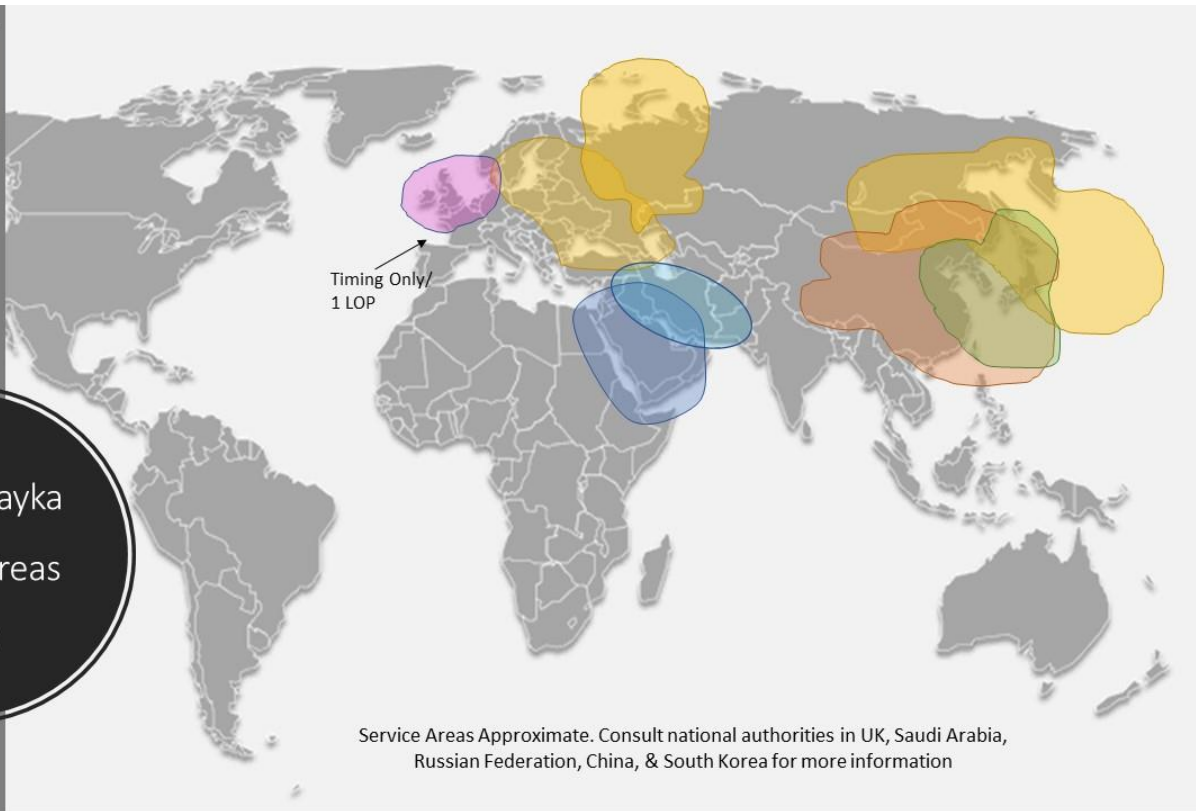 Timing Only/
1 LOP
ayka
reas
Service Areas Approximate. Consult national authorities in UK, Saudi Arabia,
Russian Federation, China, & South Korea for more information